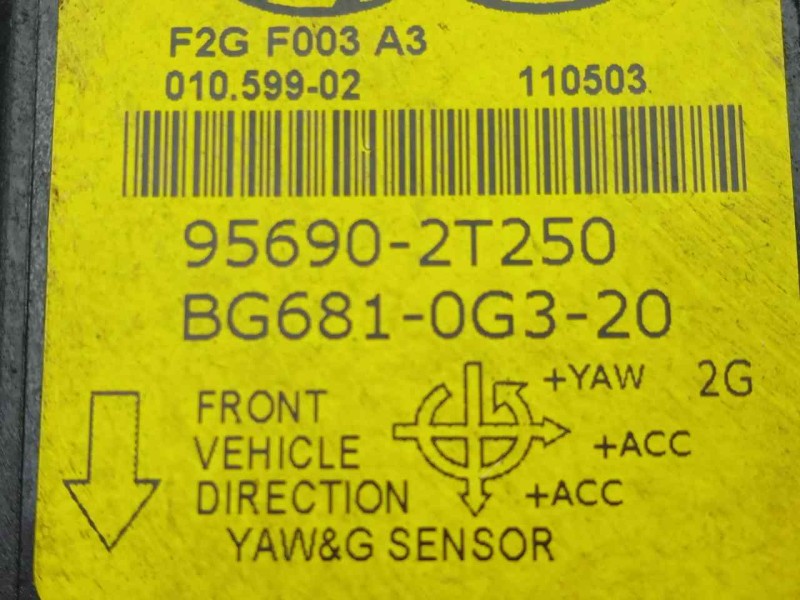 F2G F003 A3
010.599-02 110503
95690-2T250
BG681-0G3-20
+YAW 2G
FRONT
+ACC
VEHICLE
DIRECTION +ACC
YAW&G SENSOR